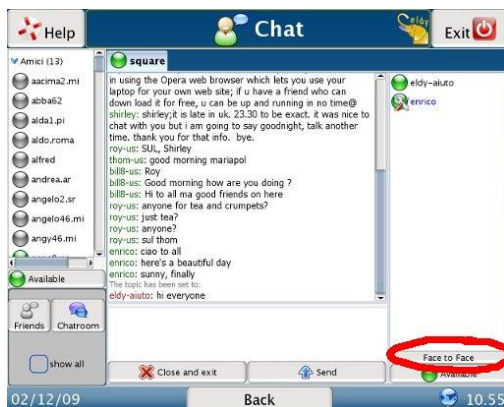 Help
Chat
eldy
Exit
Amici (13)
aacima2.mi
abba62
alda1.pi
aldo.roma
alfred
andrea.ar
angelo2.sr
angelo46.mi
angy46.mi
Available
Friends
Chatroom
show all
square
in using the Opera web browser which lets you use your
laptop for your own web site; if u have a friend who can
down load it for free, u can be up and running in no time@
shirley: shirley;it is late in uk. 23.30 to be exact. it was nice to
chat with you but i am going to say goodnight, talk another
time. thank you for that info. bye.
roy-us: SUL, Shirley
thom-us: good morning mariapol
bill8-us: Roy
bill8-us: Good morning how are you doing ?
bill8-us: Hi to all ma good friends on here
roy-us: anyone for tea and crumpets?
roy-us: just tea?
roy-us: anyone?
roy-us: sul thom
enrico: ciao to all
enrico: here's a beautiful day
enrico: sunny, finally
The topic has been set to:
eldy-aiuto: hi everyone
Close and exit
Send
eldy-aiuto
enrico
Face to Face
Available
02/12/09
Back
10.55